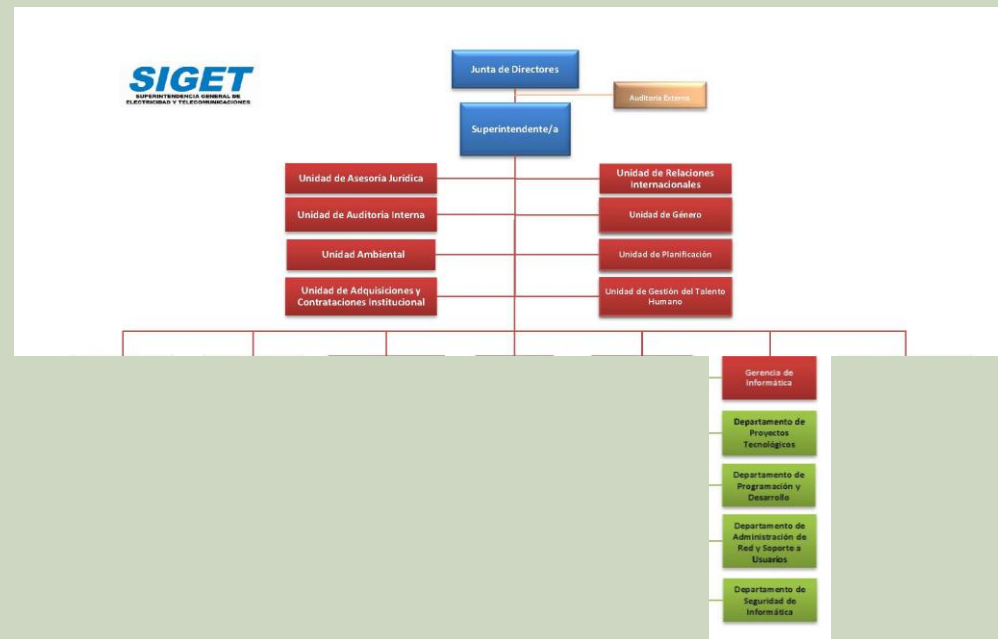 Junta de Directores
SIGET
SUPERINTENDENCIA GENERAL DE
ELECTRICIDAD Y TELECOMUNICACIONES
Auditoria Externa
Superintendente/a
Unidad de Asesoría Jurídica
Unidad de Relaciones
Internacionales
Unidad de Auditoria Interna
Unidad de Género
Unidad Ambiental
Unidad de Planificación
Unidad de Adquisiciones y
Contrataciones Institucional
Unidad de Gestión del Talento
Humano
Gerencia de
Informática
Departamento de
Proyectos
Tecnológicos
Departamento de
Programación y
Desarrollo
Departamento de
Administración de
Red y Soporte a
Usuarios
Departamento de
Seguridad de
Informática